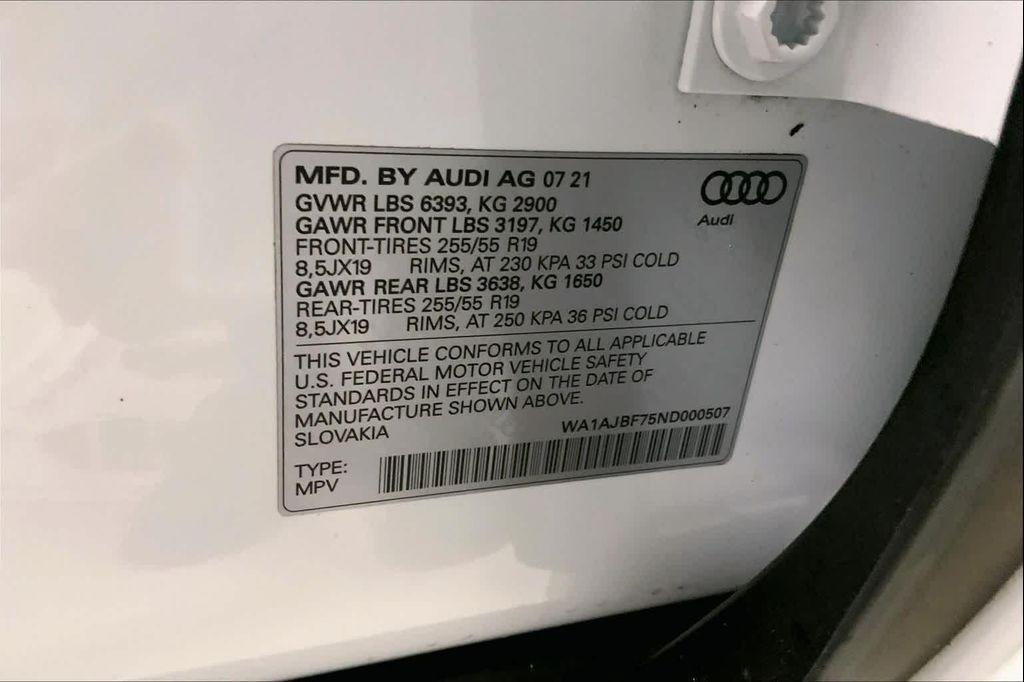 MFD. BY AUDI AG 07 21
GVWR LBS 6393, KG 2900
GAWR FRONT LBS 3197, KG 1450
FRONT-TIRES 255/55 R19
8,5JX19 RIMS, AT 230 KPA 33 PSI COLD
GAWR REAR LBS 3638, KG 1650
REAR-TIRES 255/55 R19
8,5JX19 RIMS, AT 250 KPA 36 PSI COLD
Audi
THIS VEHICLE CONFORMS TO ALL APPLICABLE
U.S. FEDERAL MOTOR VEHICLE SAFETY
STANDARDS IN EFFECT ON THE DATE OF
MANUFACTURE SHOWN ABOVE.
SLOVAKIA WA1AJBF75ND000507
TYPE:
MPV